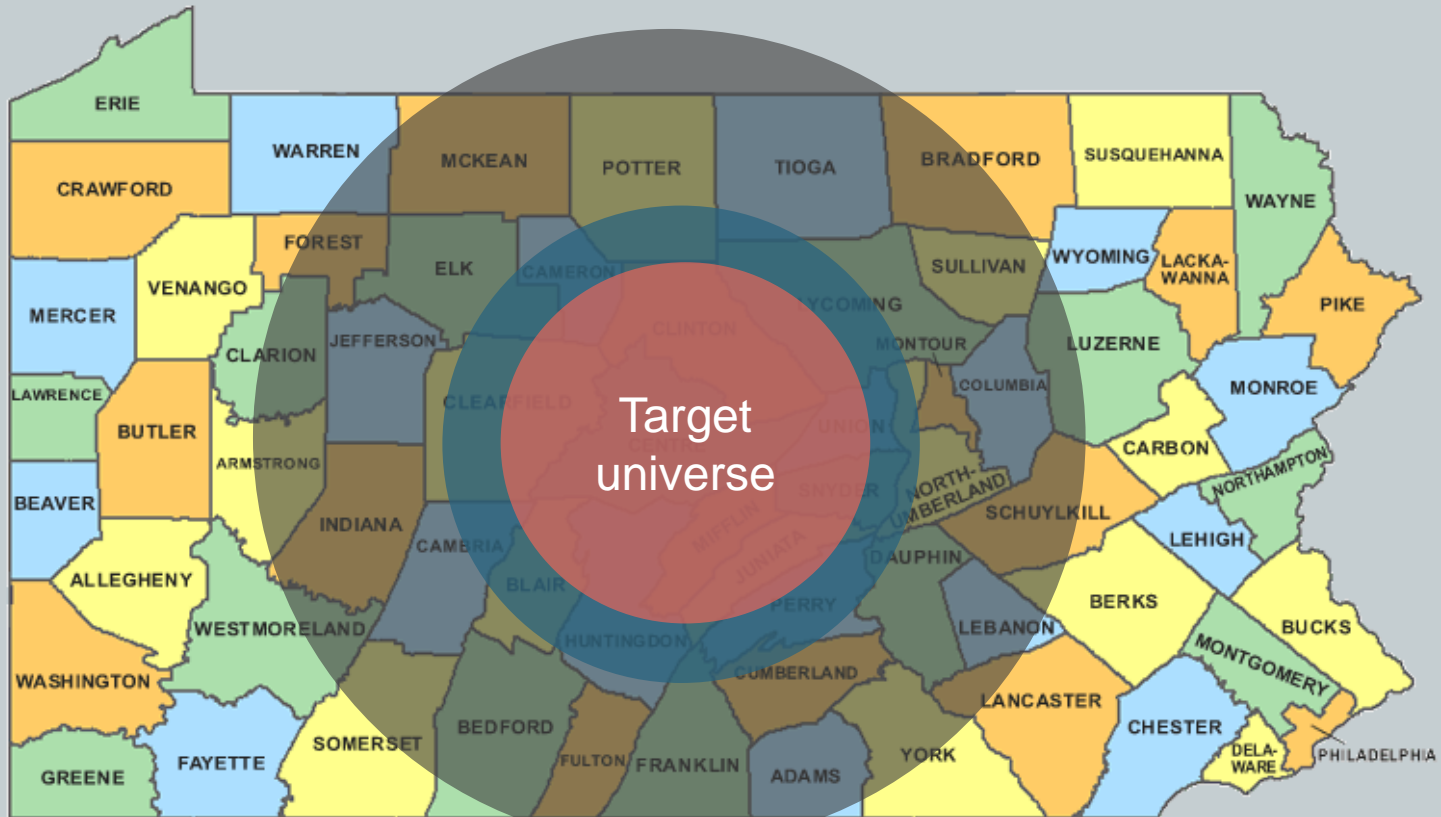 ERIE
WARREN
MCKEAN
POTTER
TIOGA
BRADFORD
SUSQUEHANNA
WAYNE
CRAWFORD
FOREST
ELK
CAMERON
SULLIVAN
WYOMING
LACKA-
WANNA
PIKE
MERCER
VENANGO
CLARION
JEFFERSON
CLINTON
LYCOMING
MONTOUR
COLUMBIA
LUZERNE
MONROE
LAWRENCE
BUTLER
ARMSTRONG
CLEARFIELD
CENTRE
UNION
SNYDER
NORTH-
UMBERLAND
CARBON
NORTHAMPTON
Target
universe
BEAVER
INDIANA
CAMBRIA
BLAIR
MIFFLIN
JUNIATA
PERRY
DAUPHIN
SCHUYLKILL
LEHIGH
ALLEGHENY
WESTMORELAND
HUNTINGDON
CUMBERLAND
LEBANON
BERKS
BUCKS
MONTGOMERY
WASHINGTON
SOMERSET
BEDFORD
FULTON
FRANKLIN
ADAMS
YORK
LANCASTER
CHESTER
DELA-
WARE
PHILADELPHIA
GREENE
FAYETTE